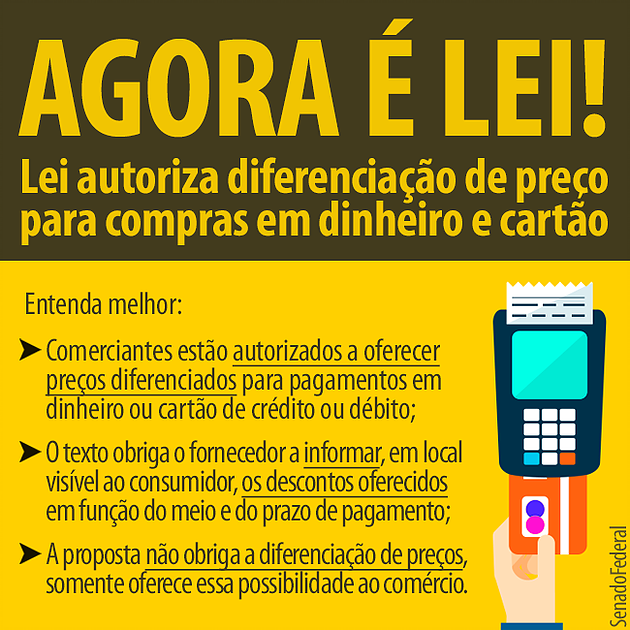 AGORA É LEI!
Lei autoriza diferenciação de preço
para compras em dinheiro e cartão
Entenda melhor:
Comerciantes estão autorizados a oferecer
preços diferenciados para pagamentos em
dinheiro ou cartão de crédito ou débito;
O texto obriga o fornecedor a informar, em local
visível ao consumidor, os descontos oferecidos
em função do meio e do prazo de pagamento;
A proposta não obriga a diferenciação de preços,
somente oferece essa possibilidade ao comércio.
SenadoFederal